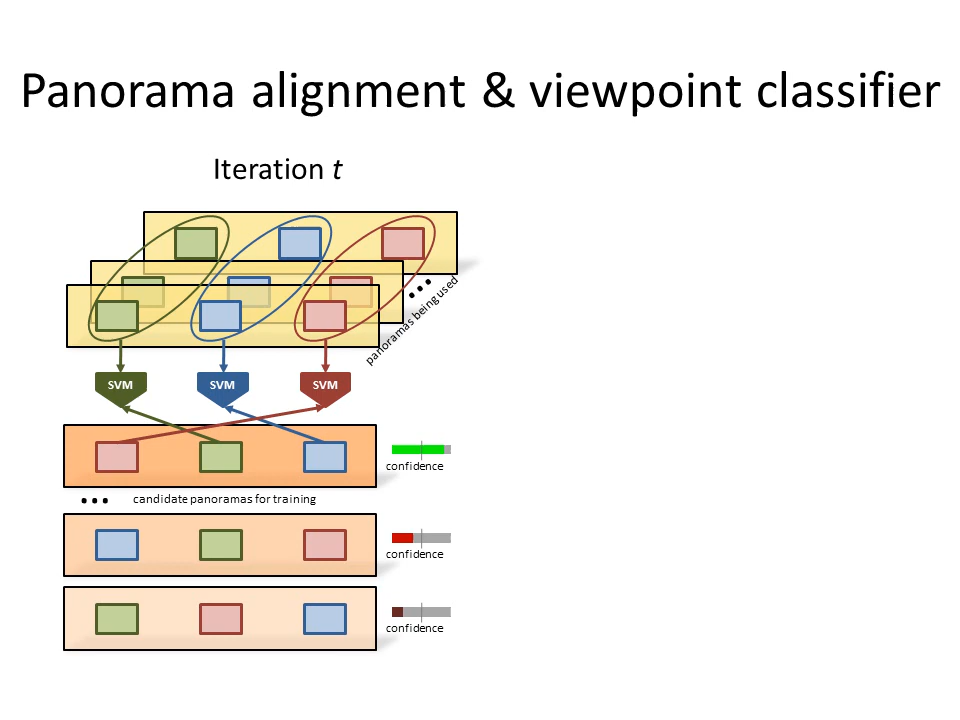 Panorama alignment & viewpoint classifier
Iteration t
panoramas being used
SVM SVM SVM
confidence
candidate panoramas for training
confidence
confidence